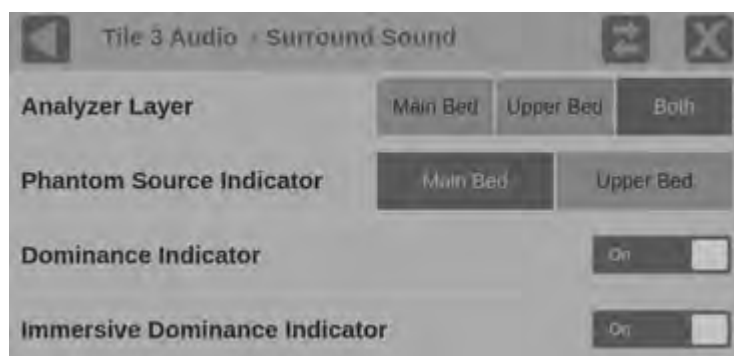 Tile 3 Audio › Surround Sound
Analyzer Layer Main Bed Upper Bed Both
Phantom Source Indicator Main Bed Upper Bed
Dominance Indicator On
Immersive Dominance Indicator On